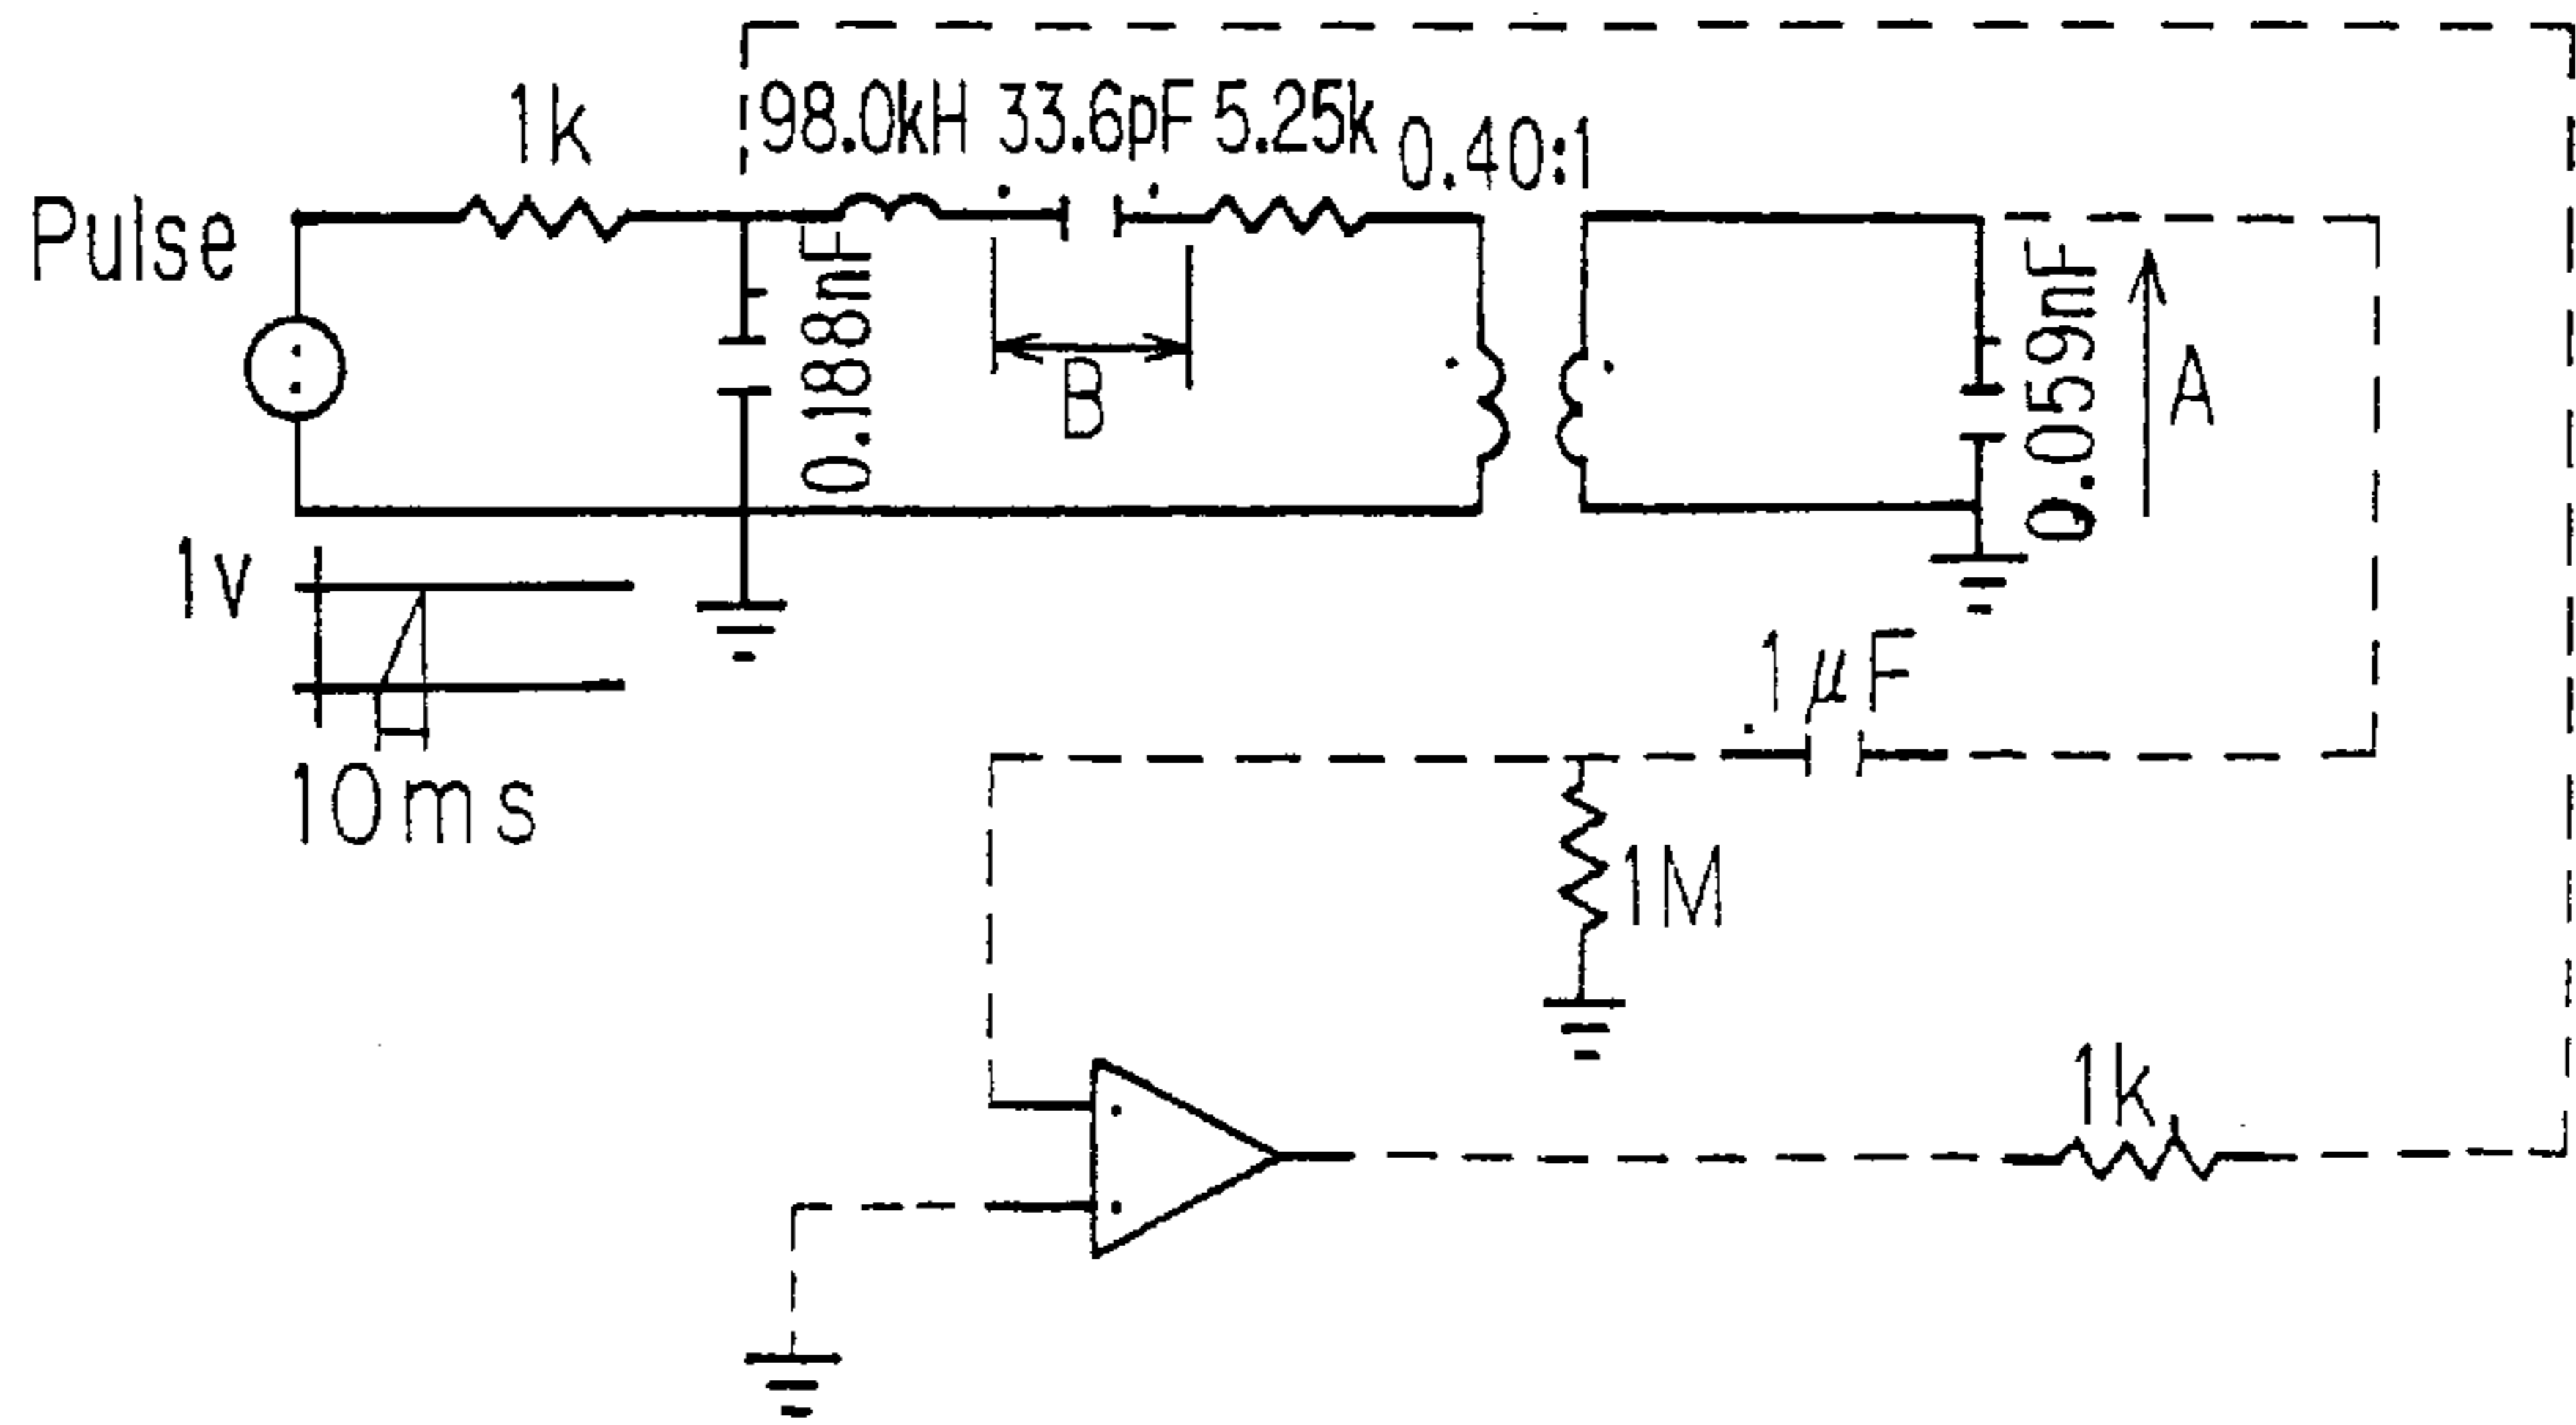 1k
98.0kH 33.6pF 5.25k
0.40:1
Pulse
0.188nF
B
0.059nF
A
1v
10ms
.1μF
1M
1k